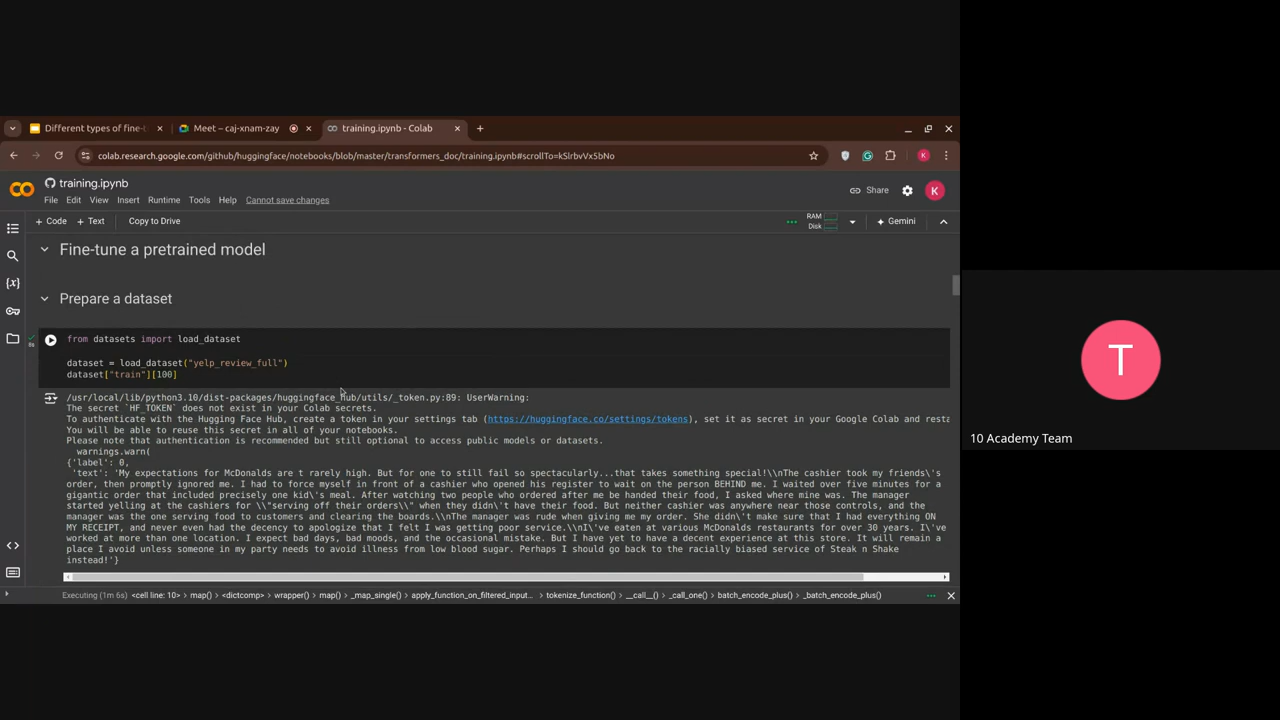 Different types of fine-t
Meet – caj-xnam-zay
training.ipynb - Colab
colab.research.google.com/github/huggingface/notebooks/blob/master/transformers_doc/training.ipynb#scrollTo=kSlrbvVx5bNo
K
training.ipynb
File Edit View Insert Runtime Tools Help Cannot save changes
Share
K
+ Code + Text Copy to Drive
RAM
Disk
Gemini
Fine-tune a pretrained model
Prepare a dataset
from datasets import load_dataset
dataset = load_dataset("yelp_review_full")
dataset["train"][100]
/usr/local/lib/python3.10/dist-packages/huggingface_hub/utils/_token.py:89: UserWarning:
The secret `HF_TOKEN` does not exist in your Colab secrets.
To authenticate with the Hugging Face Hub, create a token in your settings tab (https://huggingface.co/settings/tokens), set it as secret in your Google Colab and resta
You will be able to reuse this secret in all of your notebooks.
Please note that authentication is recommended but still optional to access public models or datasets.
warnings.warn(
{'label': 0,
'text': 'My expectations for McDonalds are t rarely high. But for one to still fail so spectacularly...that takes something special!\\nThe cashier took my friends\'s
order, then promptly ignored me. I had to force myself in front of a cashier who opened his register to wait on the person BEHIND me. I waited over five minutes for a
gigantic order that included precisely one kid\'s meal. After watching two people who ordered after me be handed their food, I asked where mine was. The manager
started yelling at the cashiers for \\"serving off their orders\\" when they didn\'t have their food. But neither cashier was anywhere near those controls, and the
manager was the one serving food to customers and clearing the boards.\\nThe manager was rude when giving me my order. She didn\'t make sure that I had everything ON
MY RECEIPT, and never even had the decency to apologize that I felt I was getting poor service.\\nI\'ve eaten at various McDonalds restaurants for over 30 years. I\'ve
worked at more than one location. I expect bad days, bad moods, and the occasional mistake. But I have yet to have a decent experience at this store. It will remain a
place I avoid unless someone in my party needs to avoid illness from low blood sugar. Perhaps I should go back to the racially biased service of Steak n Shake
instead!'}
Executing (1m 6s) <cell line: 10> > map() > <dictcomp> > wrapper() > map() > _map_single() > apply_function_on_filtered_input... > tokenize_function() > __call__() > _call_one() > batch_encode_plus() > _batch_encode_plus()
T
10 Academy Team